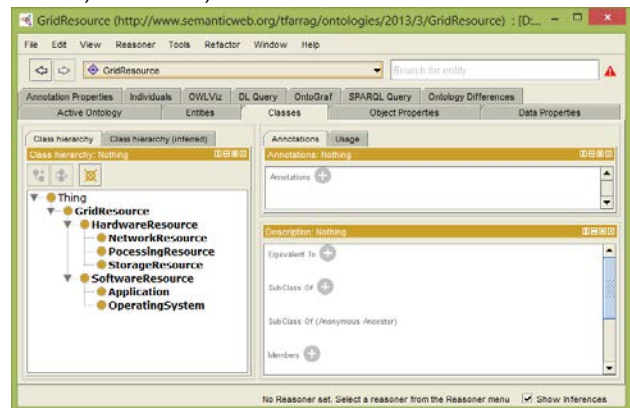 GridResource (http://www.semanticweb.org/tfarrag/ontologies/2013/3/GridResource) : [D:...
File Edit View Reasoner Tools Refactor Window Help
GridResource
Search for entity
Annotation Properties Individuals OWLViz DL Query OntoGraf SPARQL Query Ontology Differences
Active Ontology Entities Classes Object Properties Data Properties
Class hierarchy Class hierarchy (inferred)
Class hierarchy: Nothing
Thing
GridResource
HardwareResource
NetworkResource
PocessingResource
StorageResource
SoftwareResource
Application
OperatingSystem
Annotations Usage
Annotations: Nothing
Annotations
Description: Nothing
Equivalent To
SubClass Of
SubClass Of (Anonymous Ancestor)
Members
No Reasoner set. Select a reasoner from the Reasoner menu Show Inferences